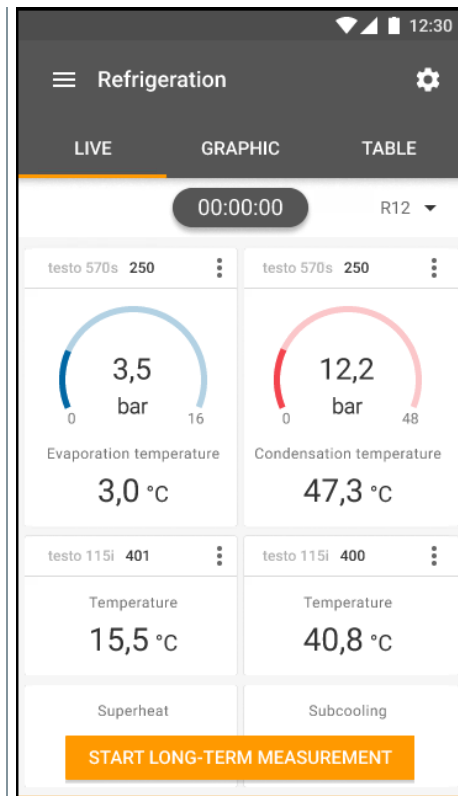 12:30
Refrigeration
LIVE GRAPHIC TABLE
00:00:00 R12
testo 570s 250 testo 570s 250
3,5 12,2
bar bar
0 16 0 48
Evaporation temperature Condensation temperature
3,0 °C 47,3 °C
testo 115i 401 testo 115i 400
Temperature Temperature
15,5 °C 40,8 °C
Superheat Subcooling
START LONG-TERM MEASUREMENT